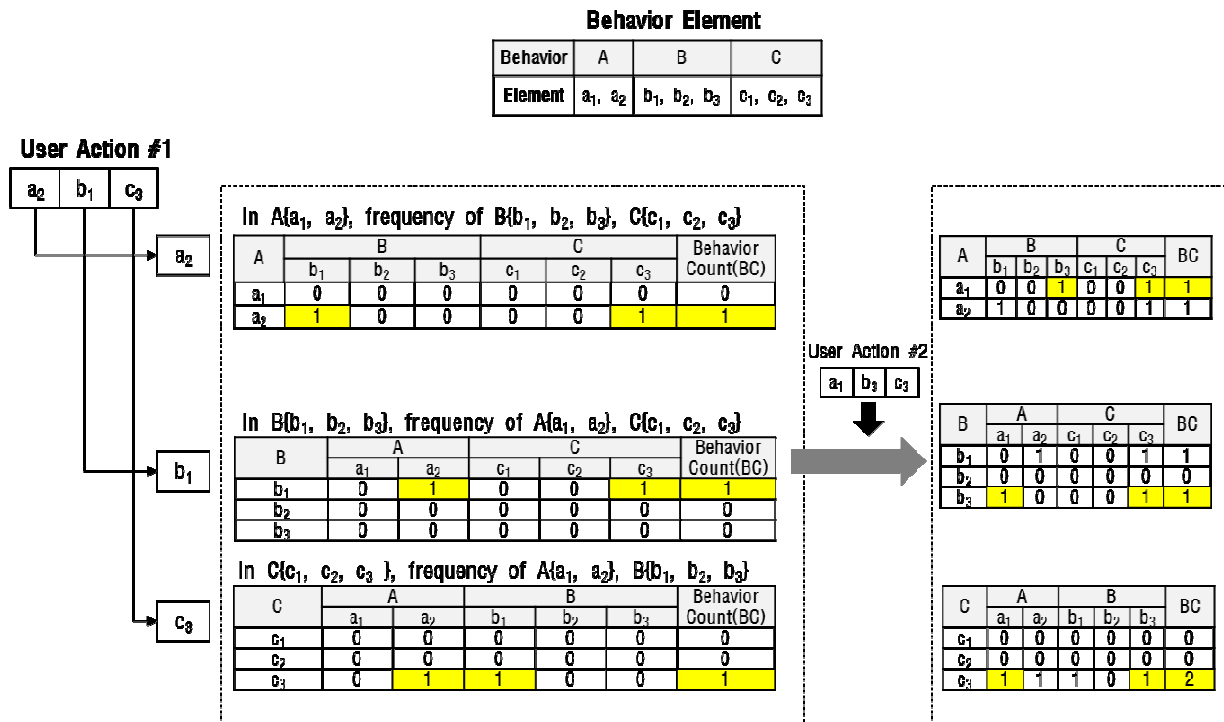 Behavior Element
Behavior A B C
Element a₁, a₂ b₁, b₂, b₃ c₁, c₂, c₃
User Action #1
a₂ b₁ c₃
a₂
In A{a₁, a₂}, frequency of B{b₁, b₂, b₃}, C{c₁, c₂, c₃}
A B C Behavior Count(BC)
b₁ b₂ b₃ c₁ c₂ c₃
a₁ 0 0 0 0 0 0 0
a₂ 1 0 0 0 0 1 1
b₁
In B{b₁, b₂, b₃}, frequency of A{a₁, a₂}, C{c₁, c₂, c₃}
B A C Behavior Count(BC)
a₁ a₂ c₁ c₂ c₃
b₁ 0 1 0 0 1 1
b₂ 0 0 0 0 0 0
b₃ 0 0 0 0 0 0
c₃
In C{c₁, c₂, c₃ }, frequency of A{a₁, a₂}, B{b₁, b₂, b₃}
C A B Behavior Count(BC)
a₁ a₂ b₁ b₂ b₃
c₁ 0 0 0 0 0 0
c₂ 0 0 0 0 0 0
c₃ 0 1 1 0 0 1
User Action #2
a₁ b₃ c₃
A B C BC
b₁ b₂ b₃ c₁ c₂ c₃
a₁ 0 0 1 0 0 1 1
a₂ 1 0 0 0 0 1 1
B A C BC
a₁ a₂ c₁ c₂ c₃
b₁ 0 1 0 0 1 1
b₂ 0 0 0 0 0 0
b₃ 1 0 0 0 1 1
C A B BC
a₁ a₂ b₁ b₂ b₃
c₁ 0 0 0 0 0 0
c₂ 0 0 0 0 0 0
c₃ 1 1 1 0 1 2